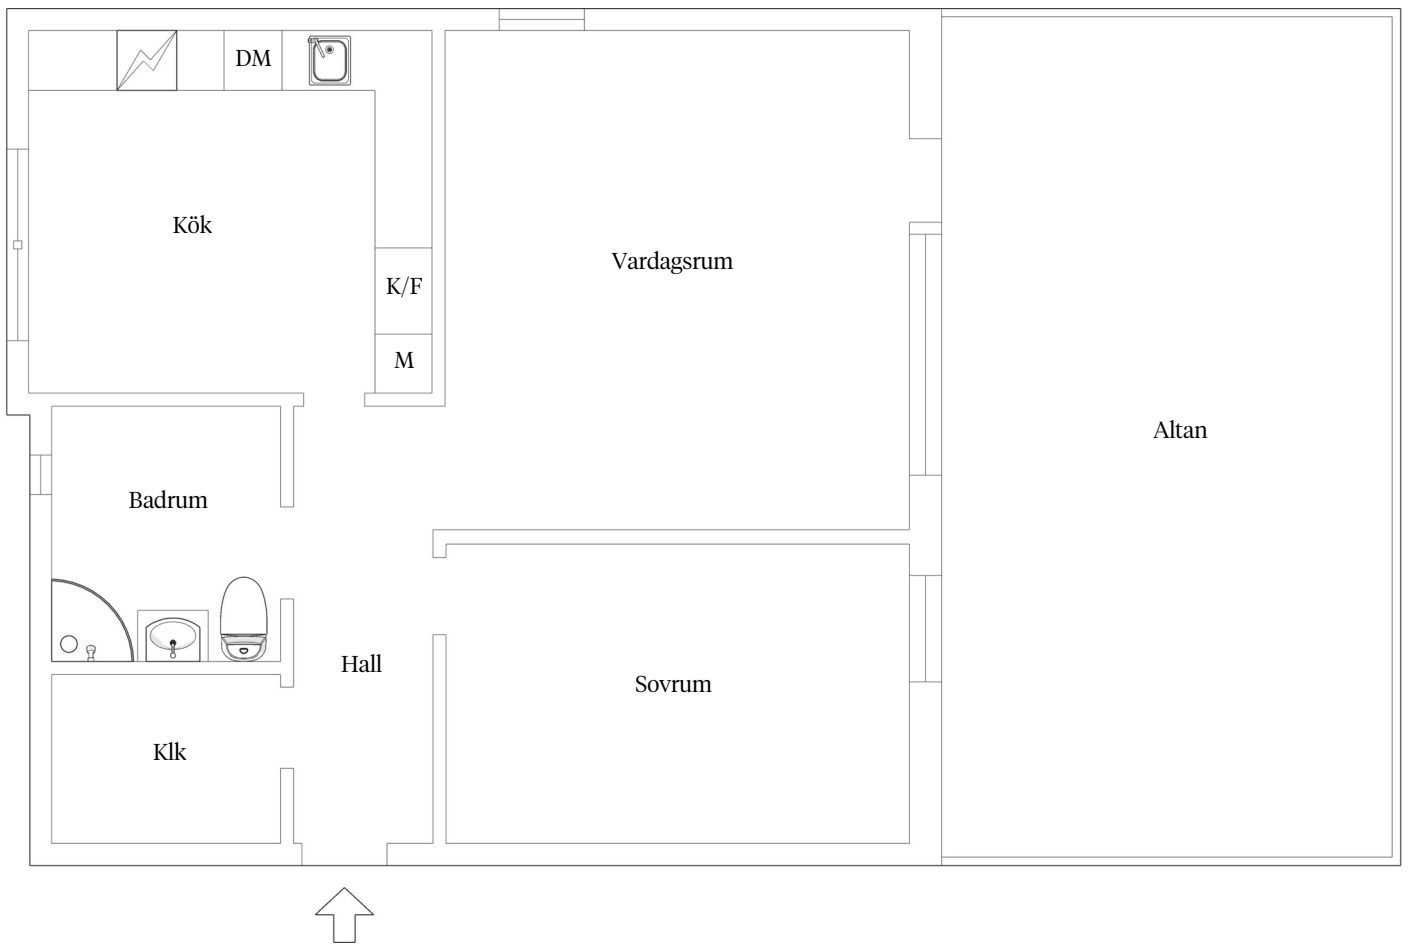 DM
Kök
Vardagsrum
K/F
M
Altan
Badrum
Hall
Sovrum
Klk